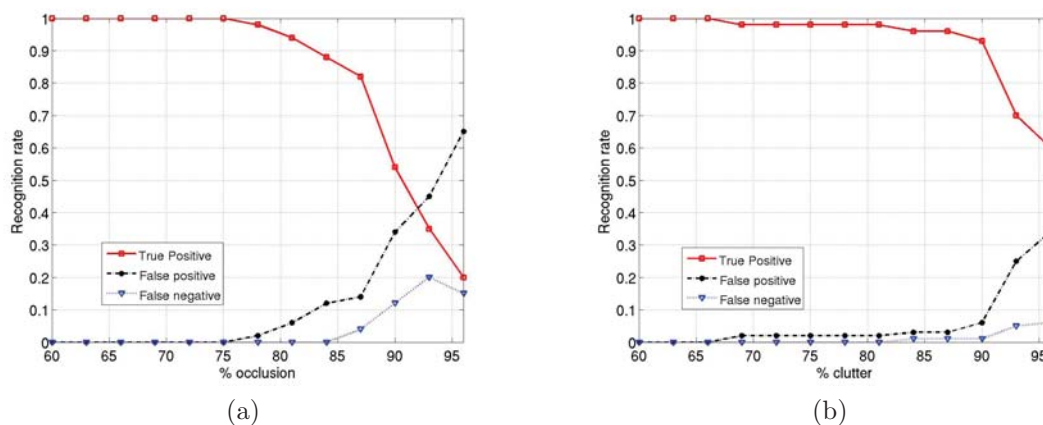 1
0.9
0.8
0.7
0.6
0.5
0.4
0.3
0.2
0.1
0
Recognition rate
True Positive
False positive
False negative
60 65 70 75 80 85 90 95
% occlusion
(a)
1
0.9
0.8
0.7
0.6
0.5
0.4
0.3
0.2
0.1
0
Recognition rate
True Positive
False positive
False negative
60 65 70 75 80 85 90 95
% clutter
(b)